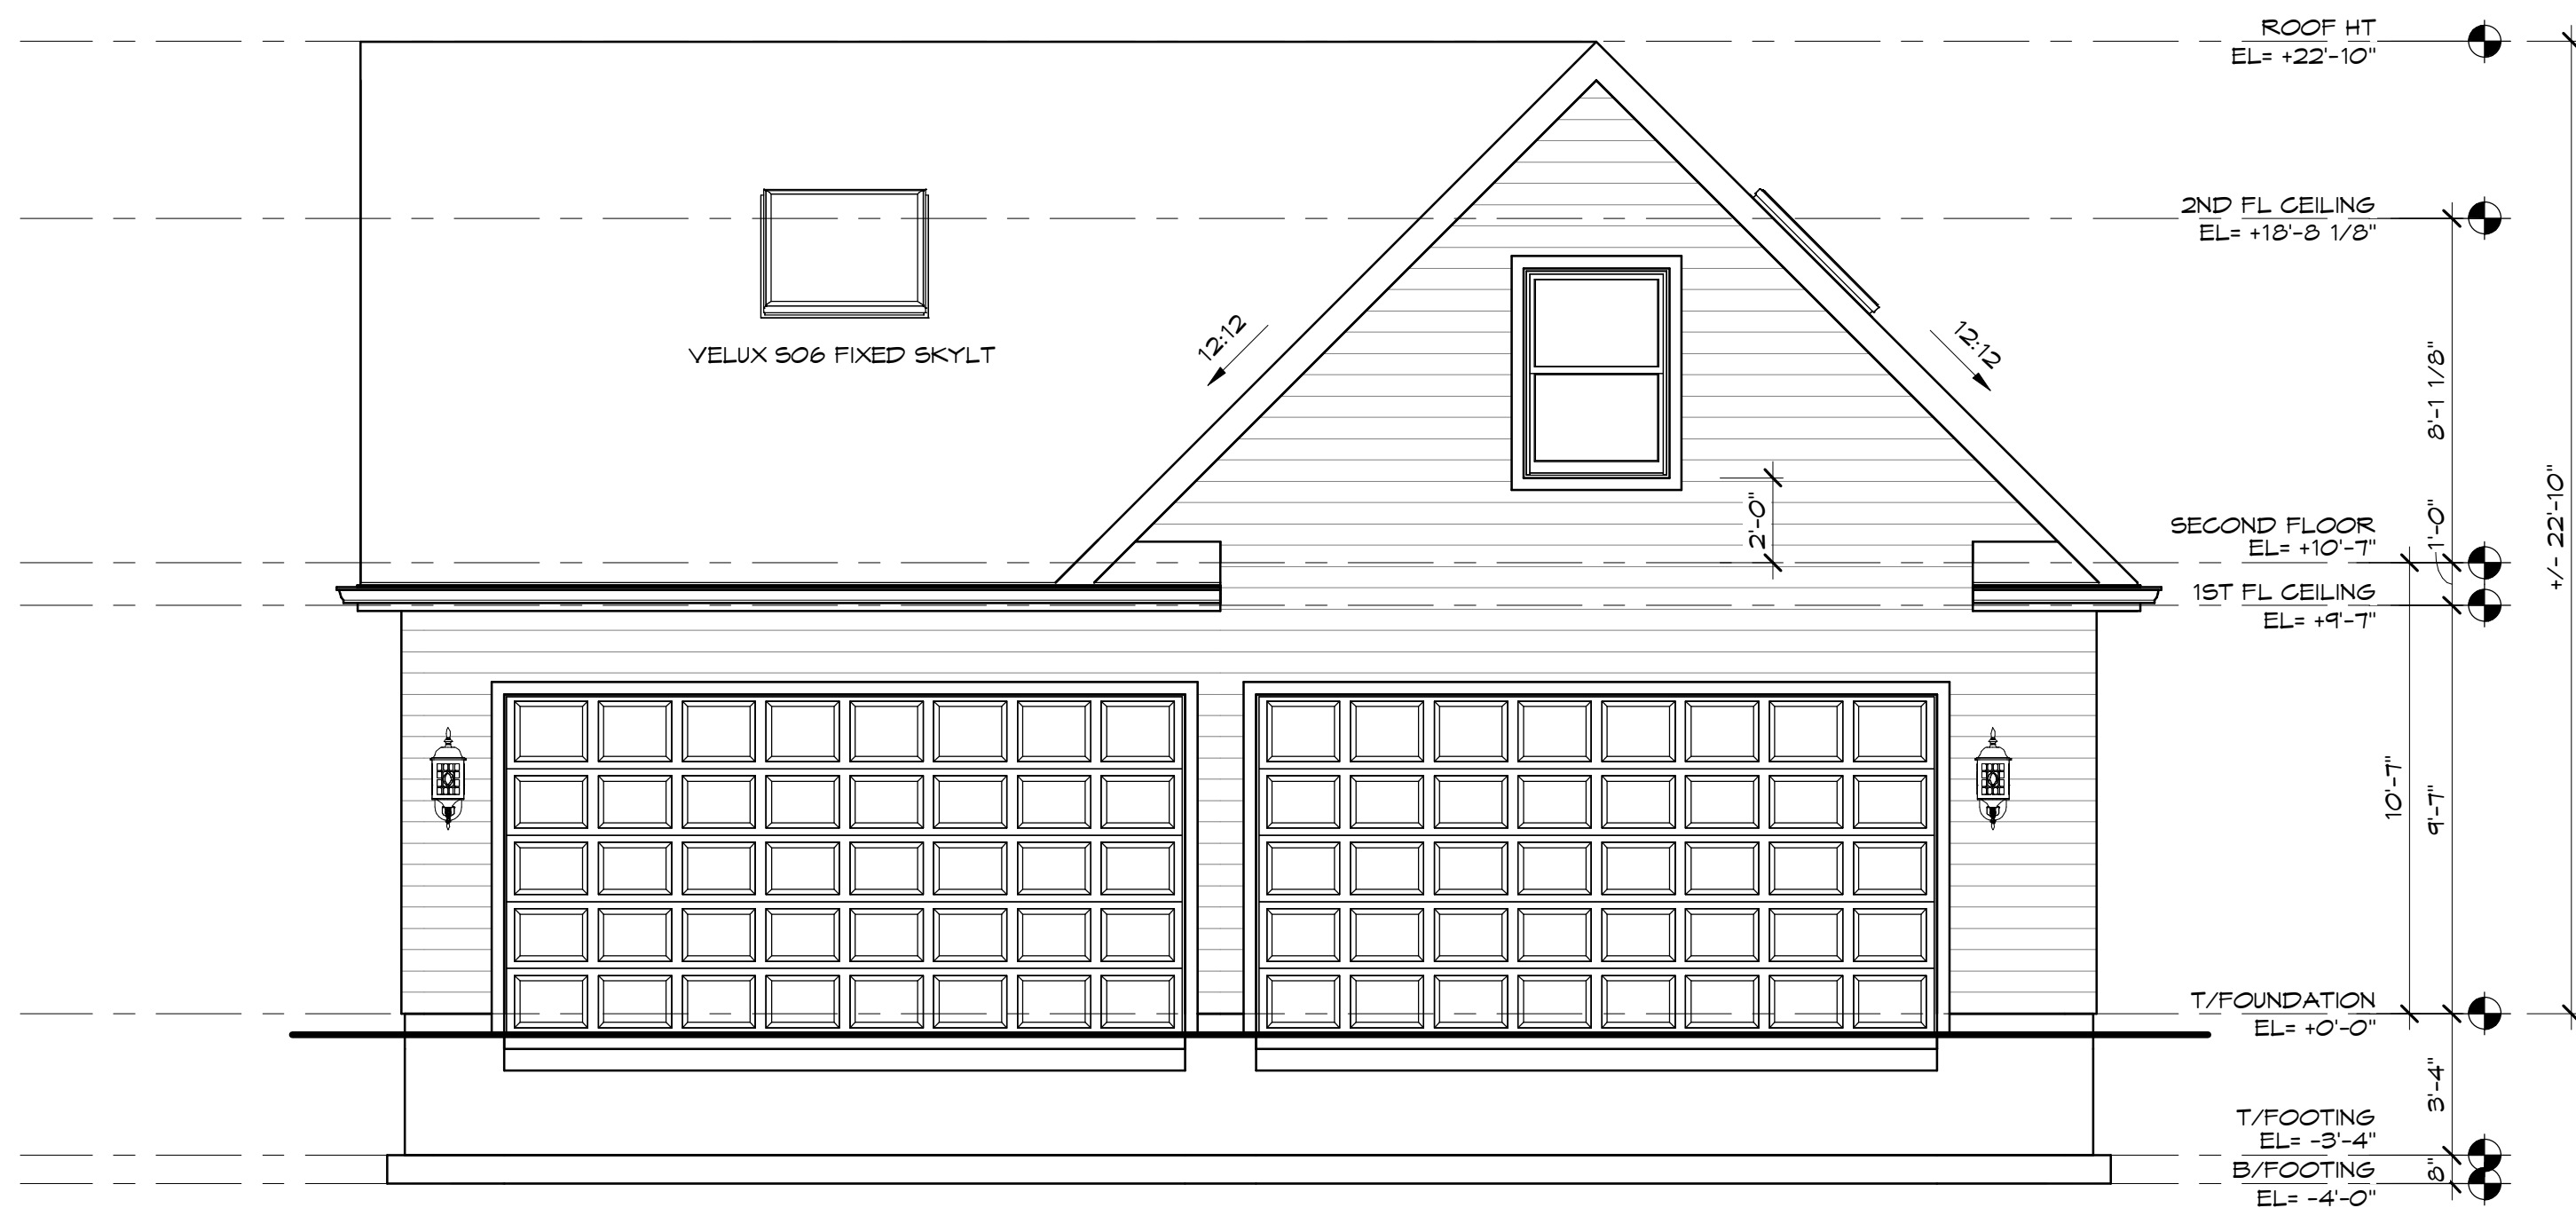 ROOF HT
EL= +22'-10"
2ND FL CEILING
EL= +18'-8 1/8"
VELUX S06 FIXED SKYLT
12:12
12:12
8'-1 1/8"
+/- 22'-10"
2'-0"
1'-0"
SECOND FLOOR
EL= +10'-7"
1ST FL CEILING
EL= +9'-7"
10'-7"
9'-7"
T/FOUNDATION
EL= +0'-0"
3'-4"
T/FOOTING
EL= -3'-4"
B/FOOTING
EL= -4'-0"
8"